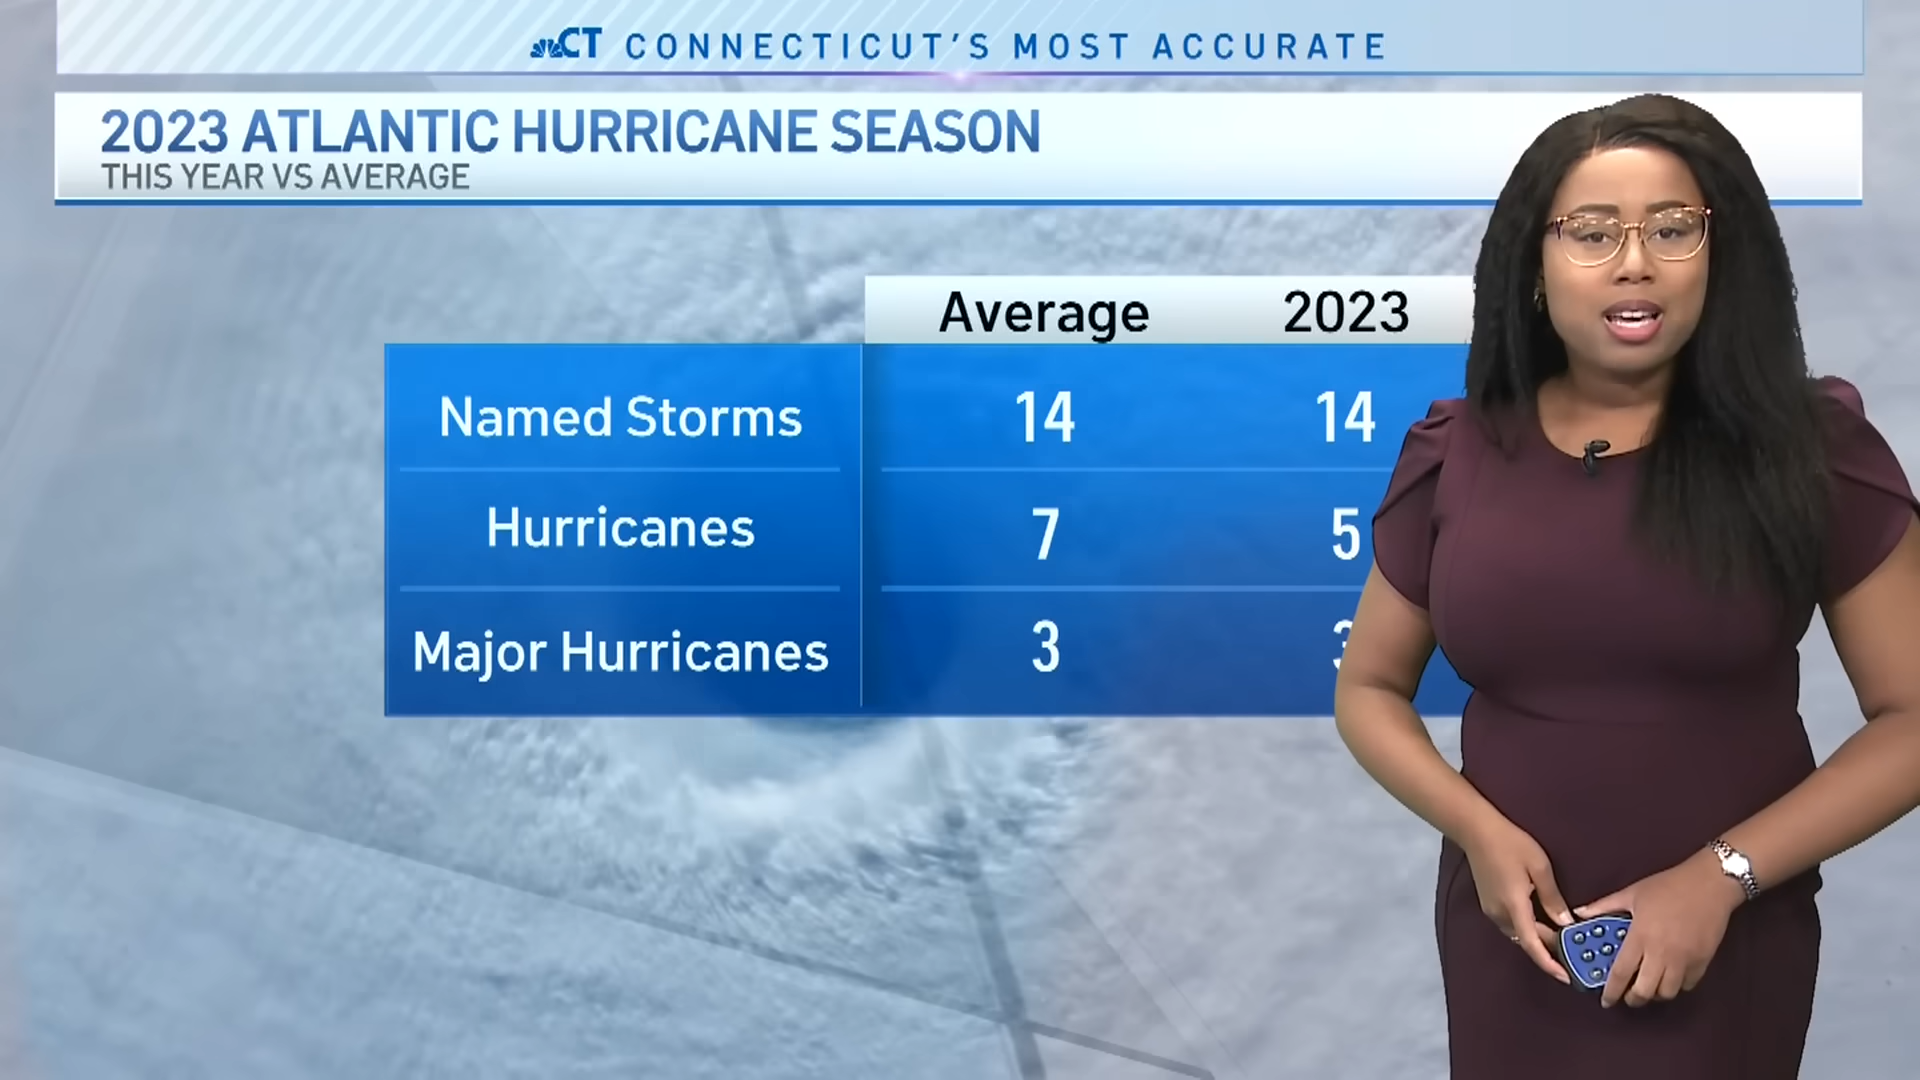 CT CONNECTICUT'S MOST ACCURATE
2023 ATLANTIC HURRICANE SEASON
THIS YEAR VS AVERAGE
Average 2023
Named Storms 14 14
Hurricanes 7 5
Major Hurricanes 3 3